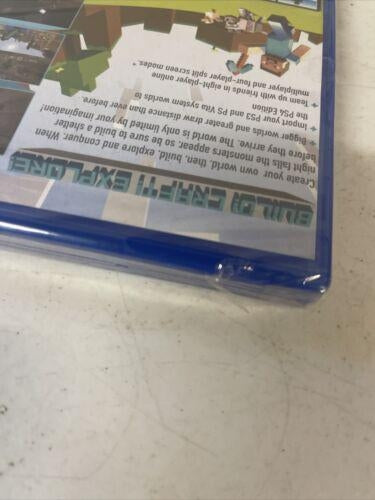 BUILD! CRAFT! EXPLORE!
Create your own world then, build, explore and conquer. When
night falls the monsters appear, so be sure to build a shelter
before they arrive. The world is only limited by your imagination!
+ Bigger worlds and greater draw distance than ever before
+ Import your PS3 and PS Vita system worlds to
the PS4 Edition
+ Team up with friends in eight-player online
multiplayer and four-player split screen modes.*